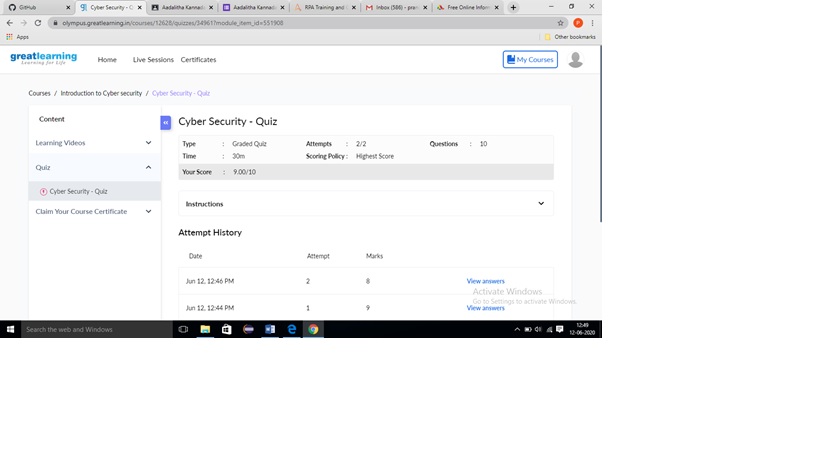 GitHub
Cyber Security - C
Aadalitha Kannada
Aadalitha Kannada
RPA Training and
Inbox (586) - pran
Free Online Inform
olympus.greatlearning.in/courses/12628/quizzes/34961?module_item_id=551908
Apps
Other bookmarks
greatlearning
Learning for Life
Home
Live Sessions
Certificates
My Courses
Courses / Introduction to Cyber security / Cyber Security - Quiz
Content
Learning Videos
Quiz
Cyber Security - Quiz
Claim Your Course Certificate
Cyber Security - Quiz
Type : Graded Quiz Attempts : 2/2 Questions : 10
Time : 30m Scoring Policy : Highest Score
Your Score : 9.00/10
Instructions
Attempt History
Date Attempt Marks
Jun 12, 12:46 PM 2 8 View answers
Jun 12, 12:44 PM 1 9 View answers
Activate Windows
Go to Settings to activate Windows.
Search the web and Windows
12:49
12-06-2020